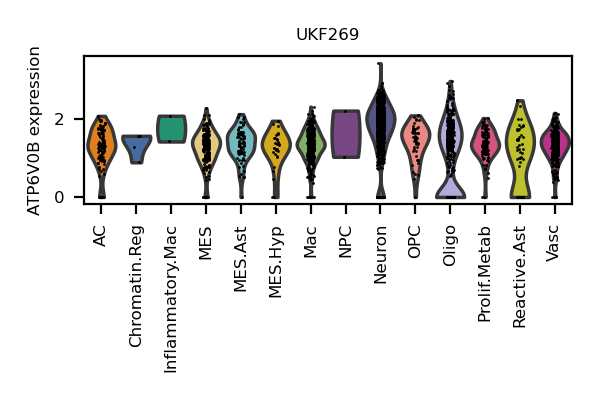 UKF269
ATP6V0B expression
2
0
AC
Chromatin.Reg
Inflammatory.Mac
MES
MES.Ast
MES.Hyp
Mac
NPC
Neuron
OPC
Oligo
Prolif.Metab
Reactive.Ast
Vasc